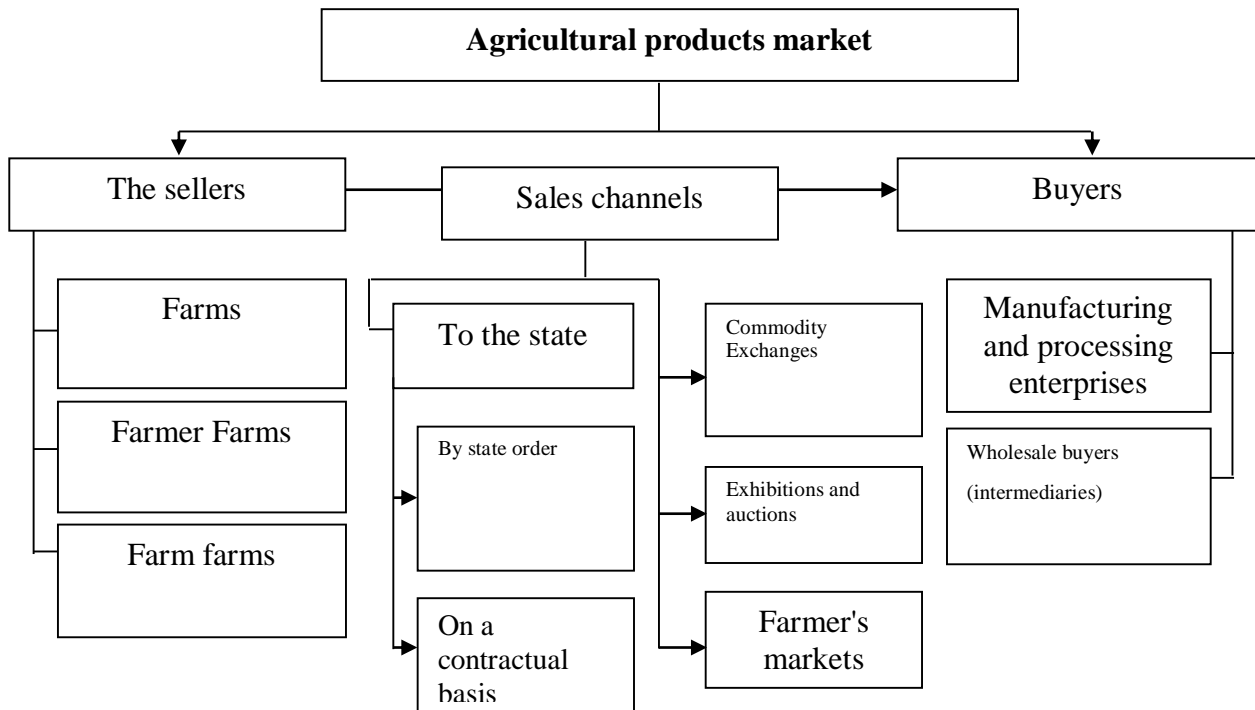 Agricultural products market
The sellers
Sales channels
Buyers
Farms
Farmer Farms
Farm farms
To the state
By state order
On a
contractual
basis
Commodity
Exchanges
Exhibitions and
auctions
Farmer's
markets
Manufacturing
and processing
enterprises
Wholesale buyers
(intermediaries)